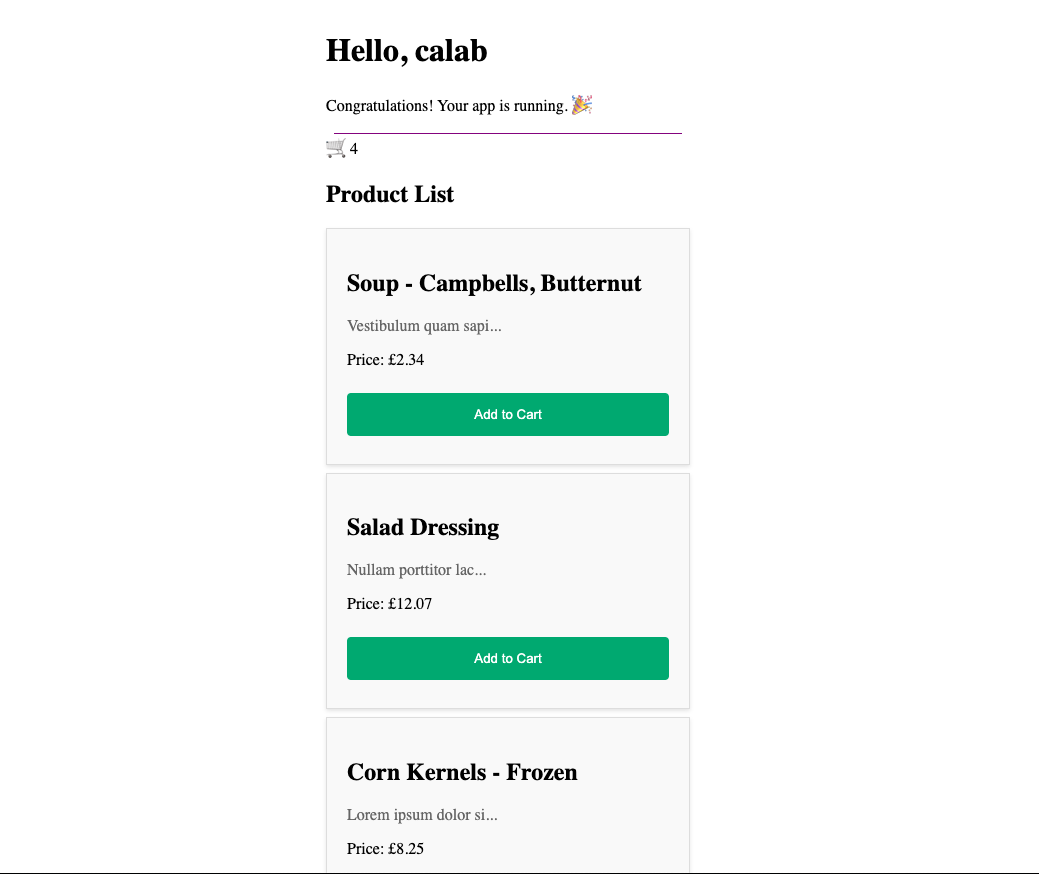 Hello, calab
Congratulations! Your app is running. 🎉
🛒 4
Product List
Soup - Campbells, Butternut
Vestibulum quam sapi...
Price: £2.34
Add to Cart
Salad Dressing
Nullam porttitor lac...
Price: £12.07
Add to Cart
Corn Kernels - Frozen
Lorem ipsum dolor si...
Price: £8.25